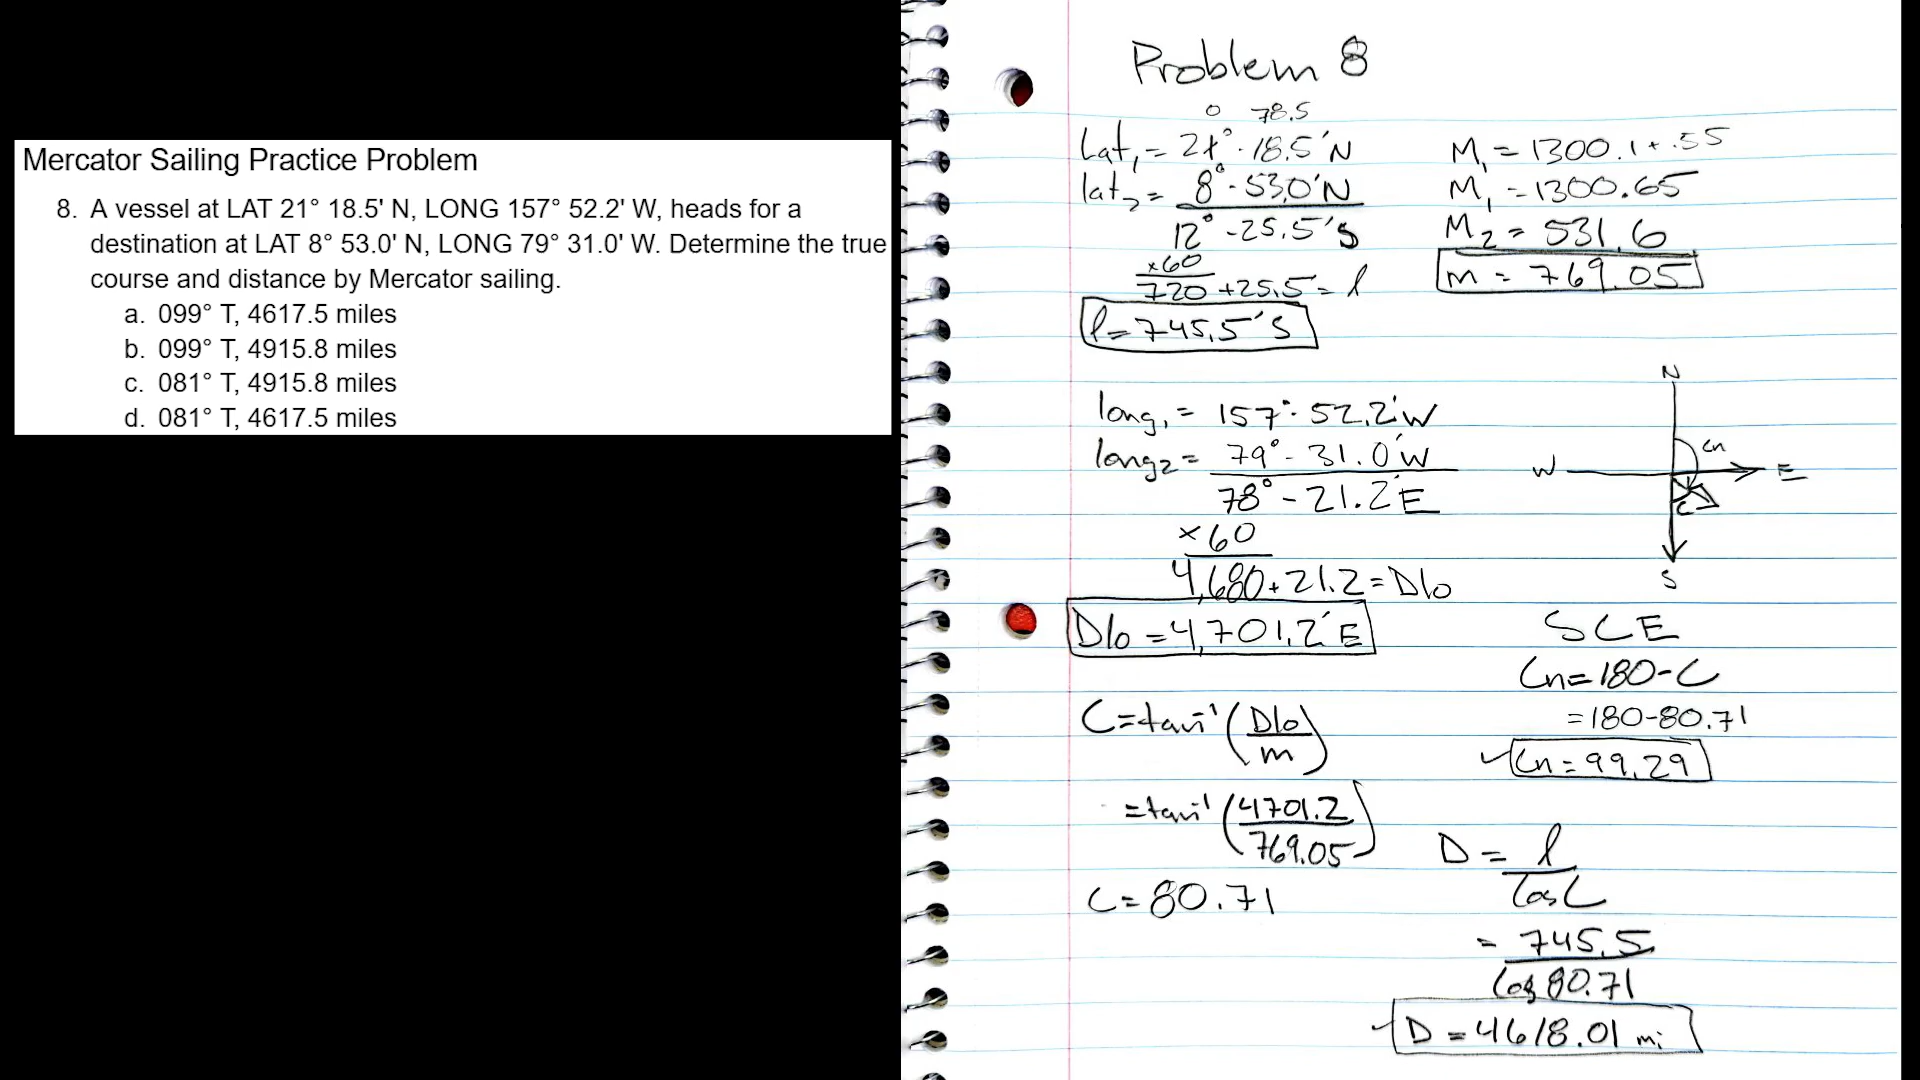 Mercator Sailing Practice Problem
8. A vessel at LAT 21° 18.5' N, LONG 157° 52.2' W, heads for a
destination at LAT 8° 53.0' N, LONG 79° 31.0' W. Determine the true
course and distance by Mercator sailing.
a. 099° T, 4617.5 miles
b. 099° T, 4915.8 miles
c. 081° T, 4915.8 miles
d. 081° T, 4617.5 miles
Problem 8
0 78.5
Lat₁ = 21° - 18.5' N
lat₂ = 8° - 53.0' N
12° - 25.5' S
×60
720 + 25.5 = l
l = 745.5' S
M₁ = 1300.1 + .55
M₁ = 1300.65
M₂ = 531.6
m = 769.05
long₁ = 157° - 52.2' W
long₂ = 79° - 31.0' W
78° - 21.2' E
×60
4,680 + 21.2 = Dlo
Dlo = 4,701.2' E
N
Cn
W E
C
S
SCE
Cn = 180 - C
= 180 - 80.71
✓ Cn = 99.29
C = tan⁻¹ (Dlo / m)
= tan⁻¹ (4701.2 / 769.05)
C = 80.71
D = l / Cos C
= 745.5 / Cos 80.71
✓ D = 4618.01 mi